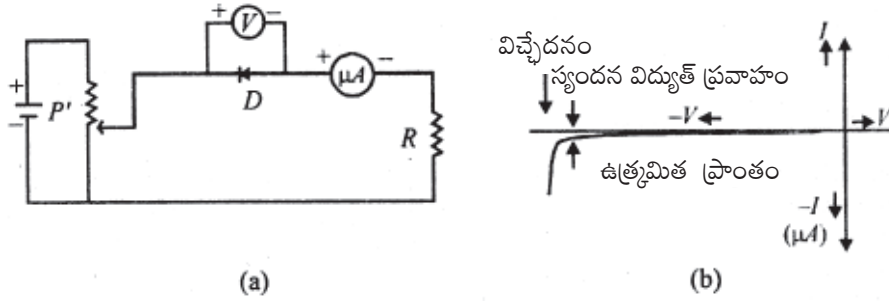 + V −
+ P' −
D
+ μA −
R
(a)
విచ్ఛేదనం
స్యందన విద్యుత్ ప్రవాహం
I
−V
V
ఉత్క్రమిత ప్రాంతం
−I
(μA)
(b)